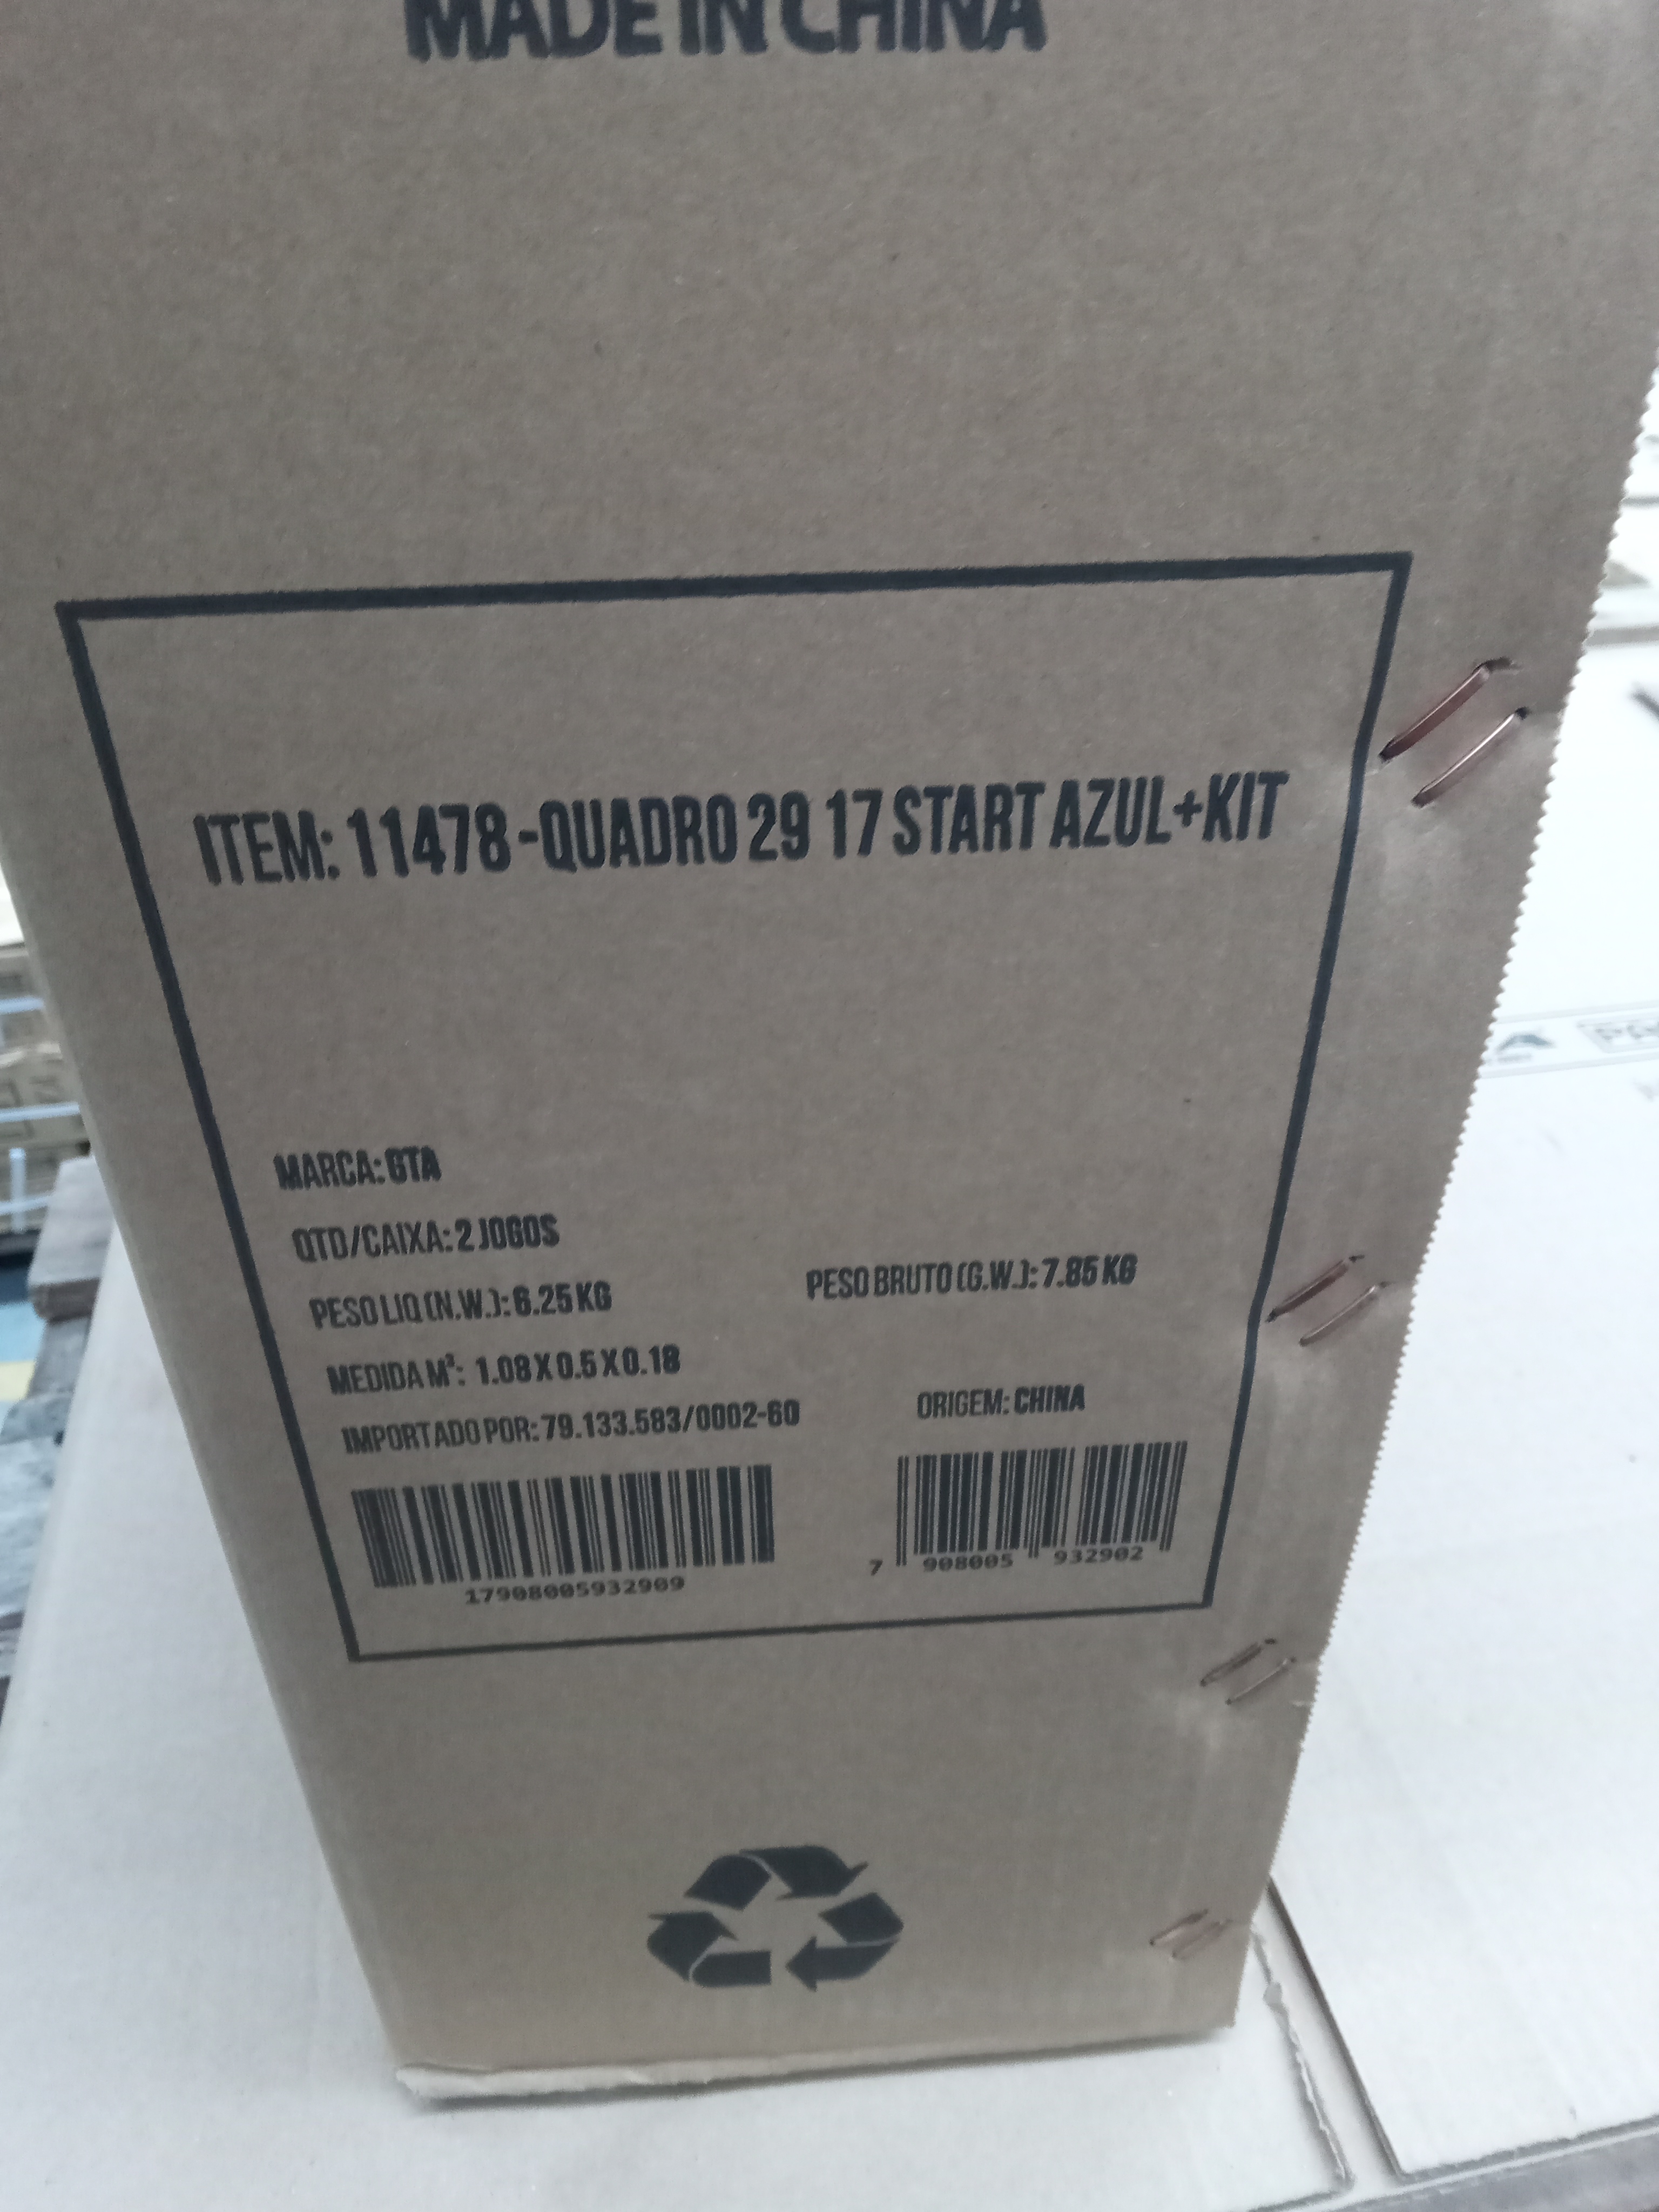 MADE IN CHINA
ITEM: 11478 -QUADRO 29 17 START AZUL+KIT
MARCA: GTA
QTD/CAIXA: 2 JOGOS
PESO LIQ (N.W.): 6.25 KG
PESO BRUTO (G.W.): 7.85 KG
MEDIDA M³: 1.08 X 0.5 X 0.18
IMPORTADO POR: 79.133.583/0002-60
ORIGEM: CHINA
17908005932909
7 908005 932902